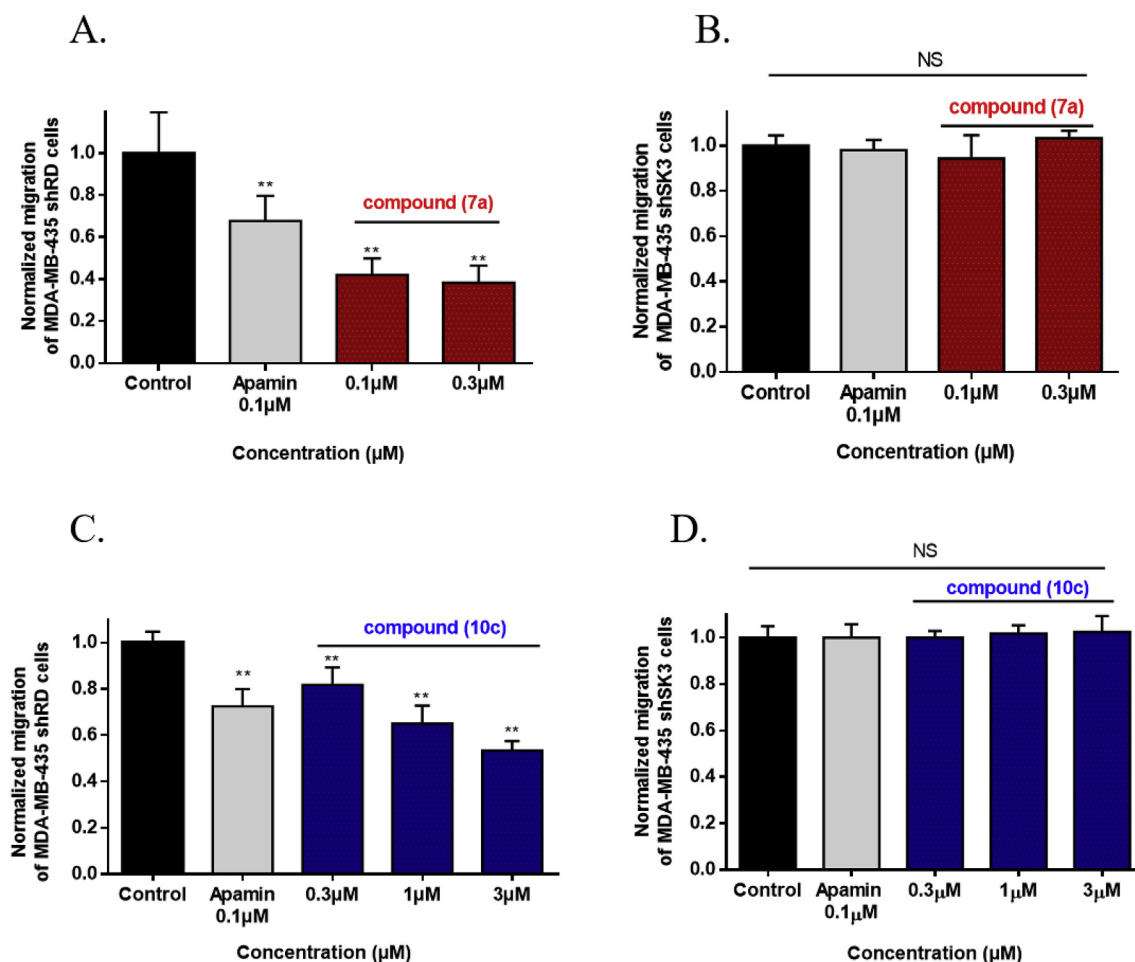 A.
Normalized migration
of MDA-MB-435 shRD cells
1.0
0.8
0.6
0.4
0.2
0.0
**
compound (7a)
**
**
Control
Apamin
0.1µM
0.1µM
0.3µM
Concentration (µM)
B.
NS
compound (7a)
Normalized migration
of MDA-MB-435 shSK3 cells
1.0
0.8
0.6
0.4
0.2
0.0
Control
Apamin
0.1µM
0.1µM
0.3µM
Concentration (µM)
C.
Normalized migration
of MDA-MB-435 shRD cells
1.0
0.8
0.6
0.4
0.2
0.0
compound (10c)
**
**
**
**
Control
Apamin
0.1µM
0.3µM
1µM
3µM
Concentration (µM)
D.
NS
compound (10c)
Normalized migration
of MDA-MB-435 shSK3 cells
1.0
0.8
0.6
0.4
0.2
0.0
Control
Apamin
0.1µM
0.3µM
1µM
3µM
Concentration (µM)